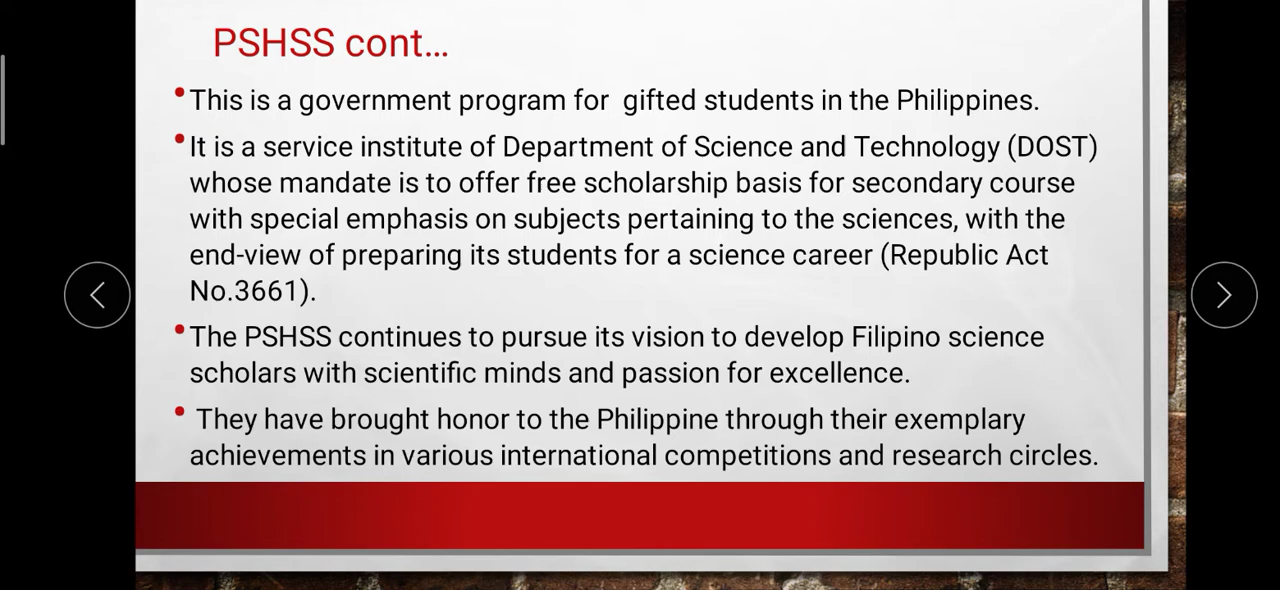 PSHSS cont...
•This is a government program for  gifted students in the Philippines.
•It is a service institute of Department of Science and Technology (DOST)
whose mandate is to offer free scholarship basis for secondary course
with special emphasis on subjects pertaining to the sciences, with the
end-view of preparing its students for a science career (Republic Act
No.3661).
•The PSHSS continues to pursue its vision to develop Filipino science
scholars with scientific minds and passion for excellence.
• They have brought honor to the Philippine through their exemplary
achievements in various international competitions and research circles.